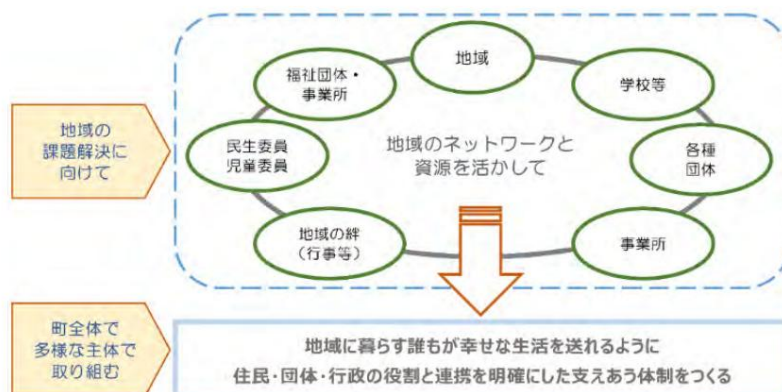 地域の
課題解決に
向けて
地域
福祉団体・
事業所
学校等
民生委員
児童委員
各種
団体
地域のネットワークと
資源を活かして
地域の絆
(行事等)
事業所
町全体で
多様な主体で
取り組む
地域に暮らす誰もが幸せな生活を送れるように
住民・団体・行政の役割と連携を明確にした支えあう体制をつくる